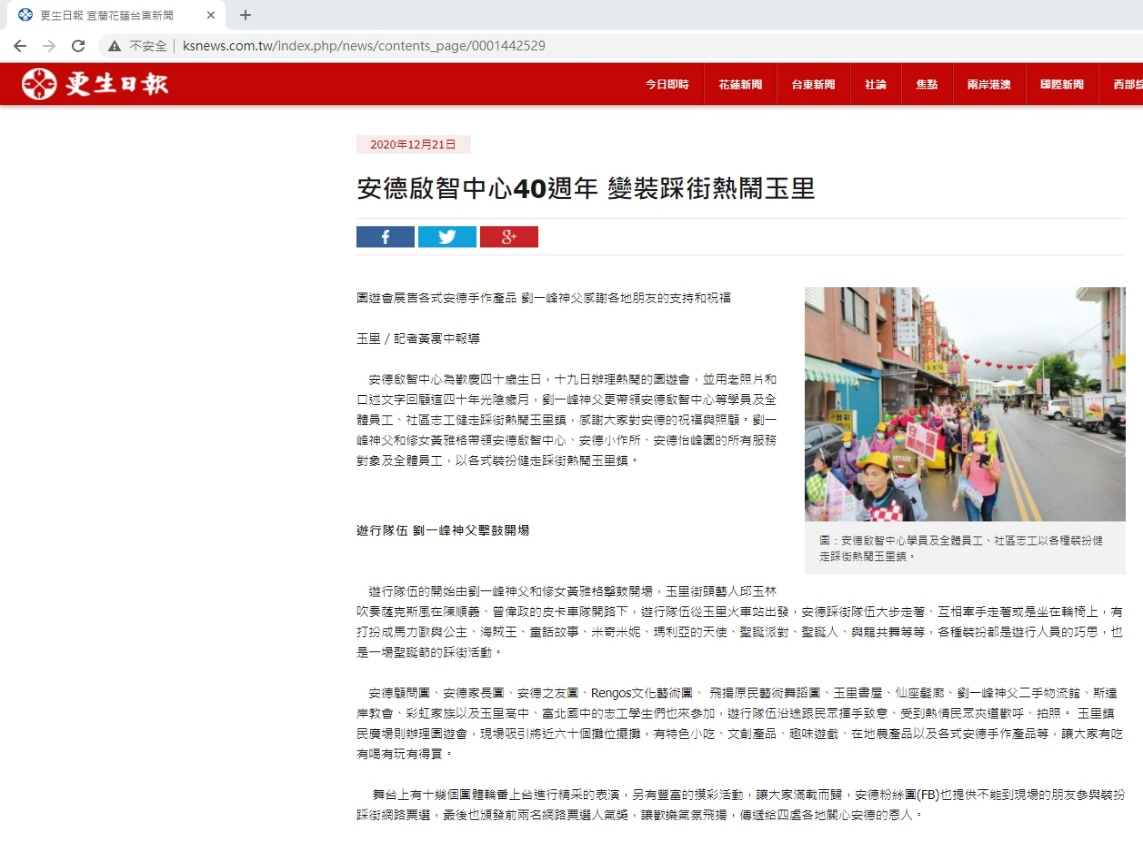 更生日報 宜蘭花蓮台東新聞
不安全 | ksnews.com.tw/index.php/news/contents_page/0001442529
更生日報
今日即時 花蓮新聞 台東新聞 社論 焦點 兩岸港澳 國際新聞 西部綜
2020年12月21日
安德啟智中心40週年 變裝踩街熱鬧玉里
園遊會展售各式安德手作產品 劉一峰神父感謝各地朋友的支持和祝福
玉里／記者黃寓中報導
安德啟智中心為歡慶四十歲生日，十九日辦理熱鬧的園遊會，並用老照片和
口述文字回顧這四十年光陰歲月，劉一峰神父更帶領安德啟智中心等學員及全
體員工、社區志工健走踩街熱鬧玉里鎮，感謝大家對安德的祝福與照顧。劉一
峰神父和修女黃雅格帶領安德啟智中心、安德小作所、安德怡峰園的所有服務
對象及全體員工，以各式裝扮健走踩街熱鬧玉里鎮。
圖：安德啟智中心學員及全體員工、社區志工以各種裝扮健
走踩街熱鬧玉里鎮。
遊行隊伍 劉一峰神父擊鼓開場
遊行隊伍的開始由劉一峰神父和修女黃雅格擊鼓開場，玉里街頭藝人邱玉林
吹奏薩克斯風在陳順義、曾偉政的皮卡車隊開路下，遊行隊伍從玉里火車站出發，安德踩街隊伍大步走著、互相牽手走著或是坐在輪椅上，有
打扮成馬力歐與公主、海賊王、童話故事、米奇米妮、瑪利亞的天使、聖誕派對、聖誕人、與龍共舞等等，各種裝扮都是遊行人員的巧思，也
是一場聖誕節的踩街活動。
安德顧問團、安德家長團、安德之友團、Rengos文化藝術團、 飛揚原民藝術舞蹈團、玉里書屋、仙座髮廊、劉一峰神父二手物流館、斯達
岸教會、彩虹家族以及玉里高中、富北國中的志工學生們也來參加，遊行隊伍沿途跟民眾揮手致意、受到熱情民眾夾道歡呼、拍照。 玉里鎮
民廣場則辦理園遊會，現場吸引將近六十個攤位擺攤，有特色小吃、文創產品、趣味遊戲、在地農產品以及各式安德手作產品等，讓大家有吃
有喝有玩有得買。
舞台上有十幾個團體輪番上台進行精采的表演，另有豐富的摸彩活動，讓大家滿載而歸，安德粉絲團(FB)也提供不能到現場的朋友參與裝扮
踩街網路票選，最後也頒發前兩名網路票選人氣獎，讓歡樂氣氛飛揚，傳遞給四處各地關心安德的恩人。